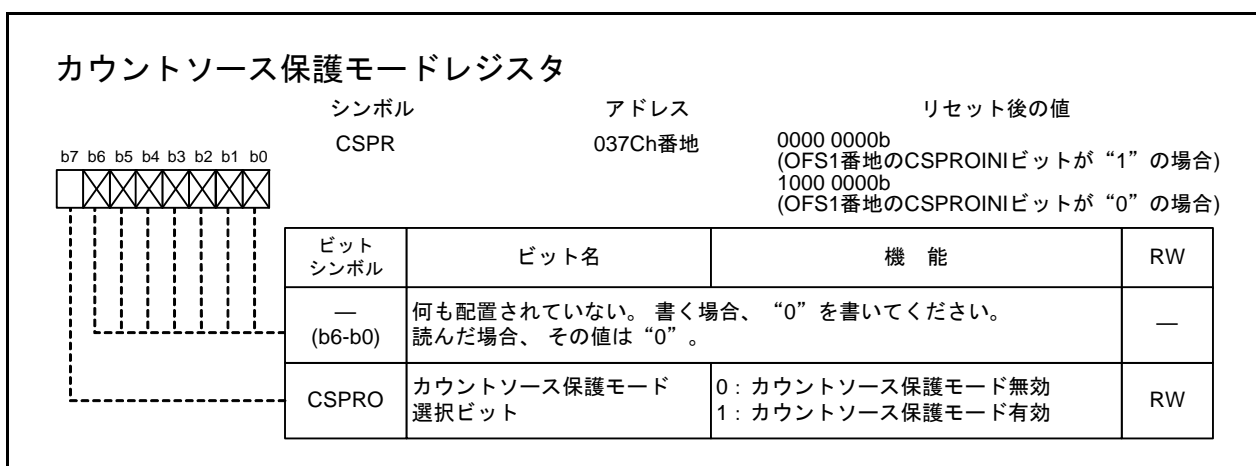 カウントソース保護モードレジスタ
シンボル アドレス リセット後の値
CSPR 037Ch番地 0000 0000b
(OFS1番地のCSPROINIビットが“1”の場合)
1000 0000b
(OFS1番地のCSPROINIビットが“0”の場合)
b7 b6 b5 b4 b3 b2 b1 b0
ビット
シンボル
ビット名
機 能
RW
—
(b6-b0)
何も配置されていない。 書く場合、“0”を書いてください。
読んだ場合、 その値は“0”。
—
CSPRO
カウントソース保護モード
選択ビット
0：カウントソース保護モード無効
1：カウントソース保護モード有効
RW